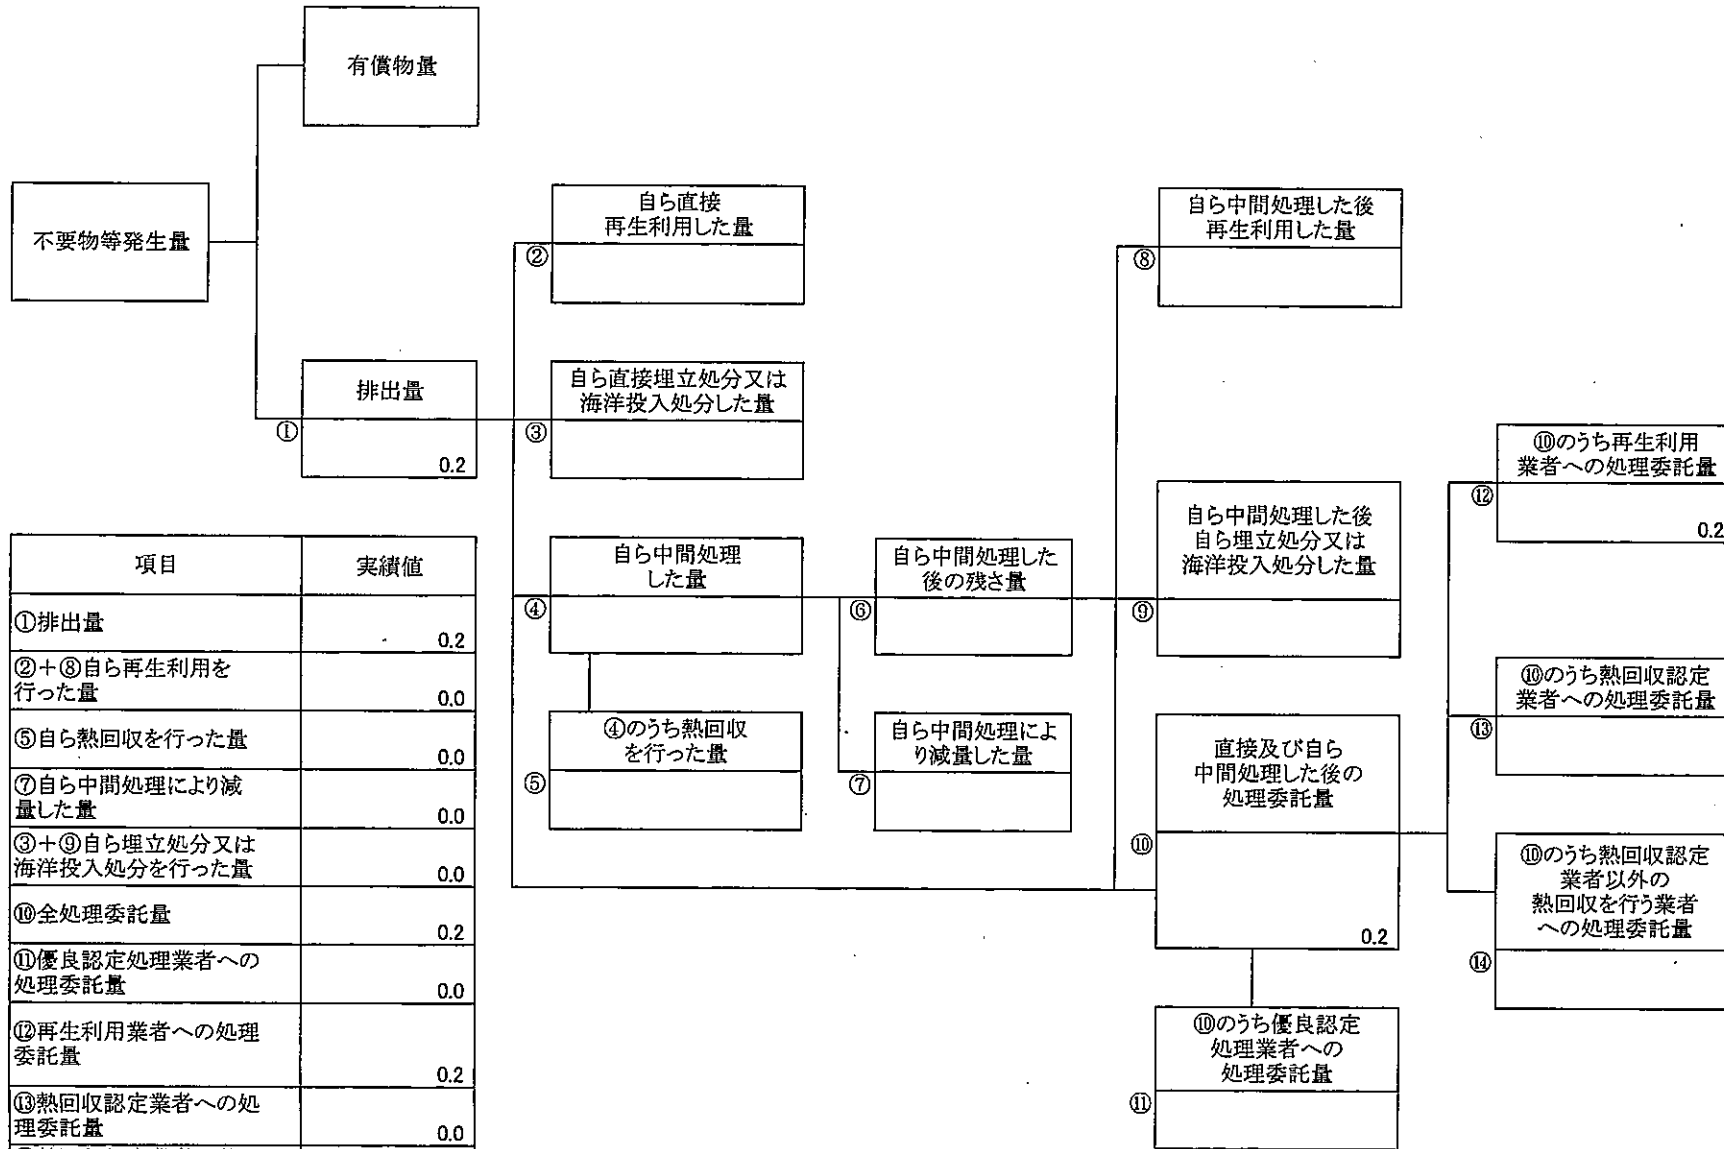 有償物量
不要物等発生量
排出量
①
0.2
自ら直接
再生利用した量
②
自ら直接埋立処分又は
海洋投入処分した量
③
自ら中間処理
した量
④
④のうち熱回収
を行った量
⑤
自ら中間処理した
後の残さ量
⑥
自ら中間処理によ
り減量した量
⑦
自ら中間処理した後
再生利用した量
⑧
自ら中間処理した後
自ら埋立処分又は
海洋投入処分した量
⑨
直接及び自ら
中間処理した後の
処理委託量
⑩
0.2
⑩のうち優良認定
処理業者への
処理委託量
⑪
⑩のうち再生利用
業者への処理委託量
⑫
0.2
⑩のうち熱回収認定
業者への処理委託量
⑬
⑩のうち熱回収認定
業者以外の
熱回収を行う業者
への処理委託量
⑭
項目 実績値
①排出量
0.2
②+⑧自ら再生利用を
行った量 0.0
⑤自ら熱回収を行った量
0.0
⑦自ら中間処理により減
量した量 0.0
③+⑨自ら埋立処分又は
海洋投入処分を行った量 0.0
⑩全処理委託量
0.2
⑪優良認定処理業者への
処理委託量 0.0
⑫再生利用業者への処理
委託量
0.2
⑬熱回収認定業者への処
理委託量 0.0